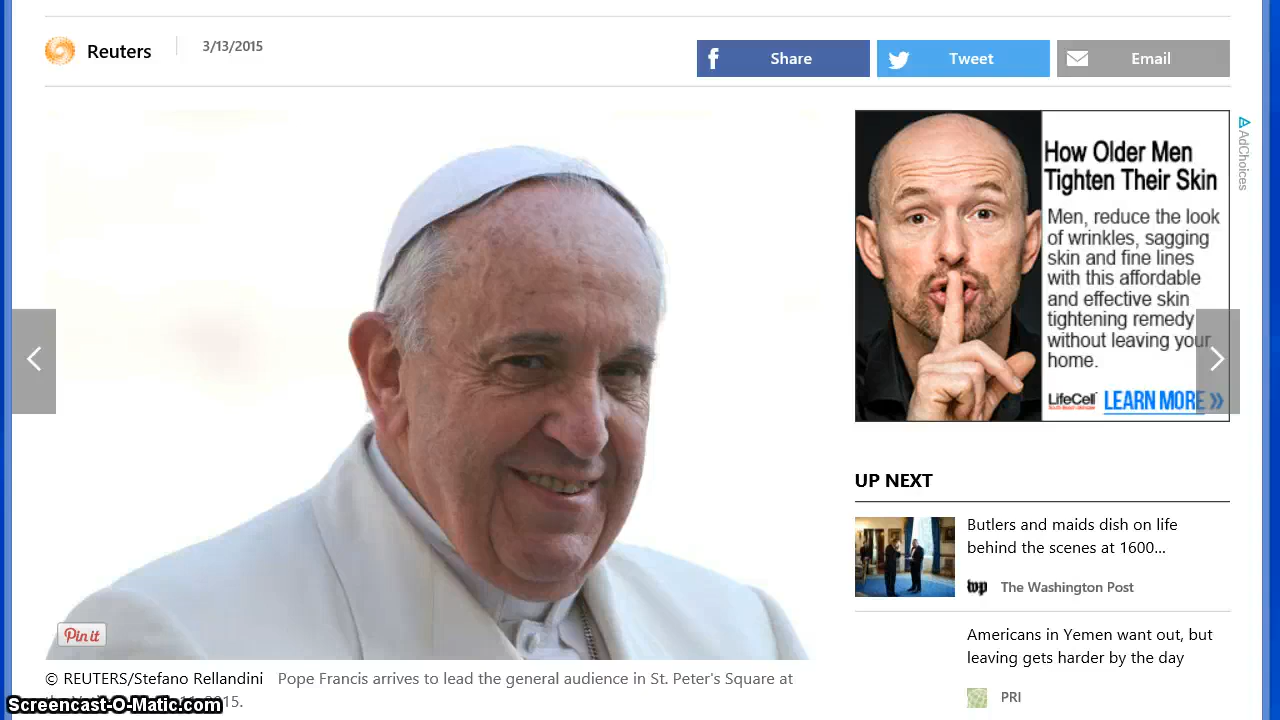 Reuters
3/13/2015
Share
Tweet
Email
AdChoices
How Older Men
Tighten Their Skin
Men, reduce the look
of wrinkles, sagging
skin and fine lines
with this affordable
and effective skin
tightening remedy
without leaving your
home.
LifeCell
LEARN MORE
Pin it
© REUTERS/Stefano Rellandini Pope Francis arrives to lead the general audience in St. Peter's Square at
2015.
UP NEXT
Butlers and maids dish on life
behind the scenes at 1600...
wp The Washington Post
Americans in Yemen want out, but
leaving gets harder by the day
PRI
Screencast-O-Matic.com